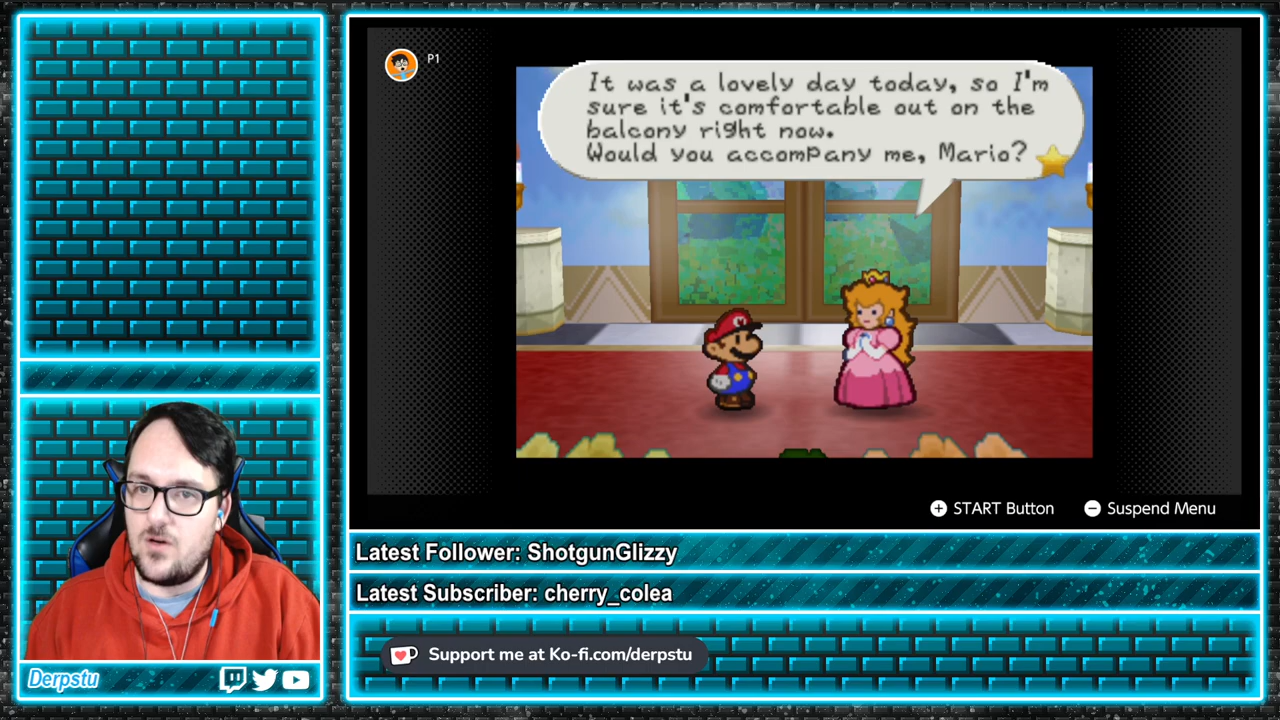 P1
It was a lovely day today, so I'm
sure it's comfortable out on the
balcony right now.
Would you accompany me, Mario?
START Button
Suspend Menu
Latest Follower: ShotgunGlizzy
Latest Subscriber: cherry_colea
Support me at Ko-fi.com/derpstu
Derpstu